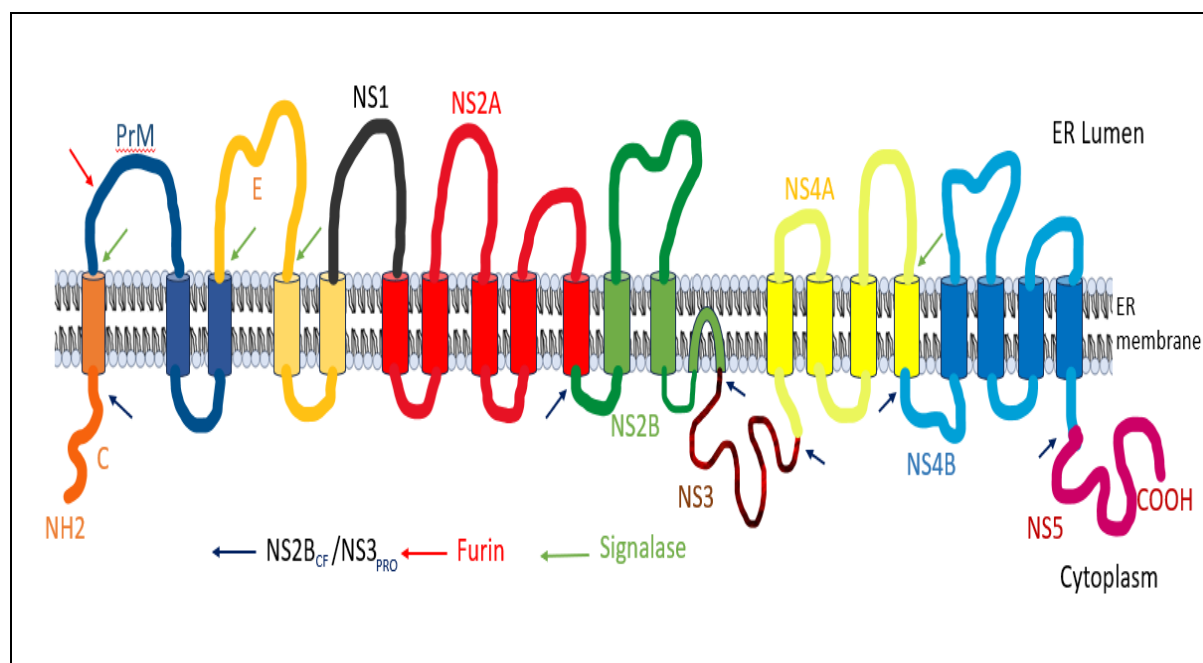 NS1
NS2A
PrM
ER Lumen
E
NS4A
ER
membrane
C
NS2B
NS4B
NS3
NH2
COOH
NS5
NS2BCF/NS3PRO
Furin
Signalase
Cytoplasm